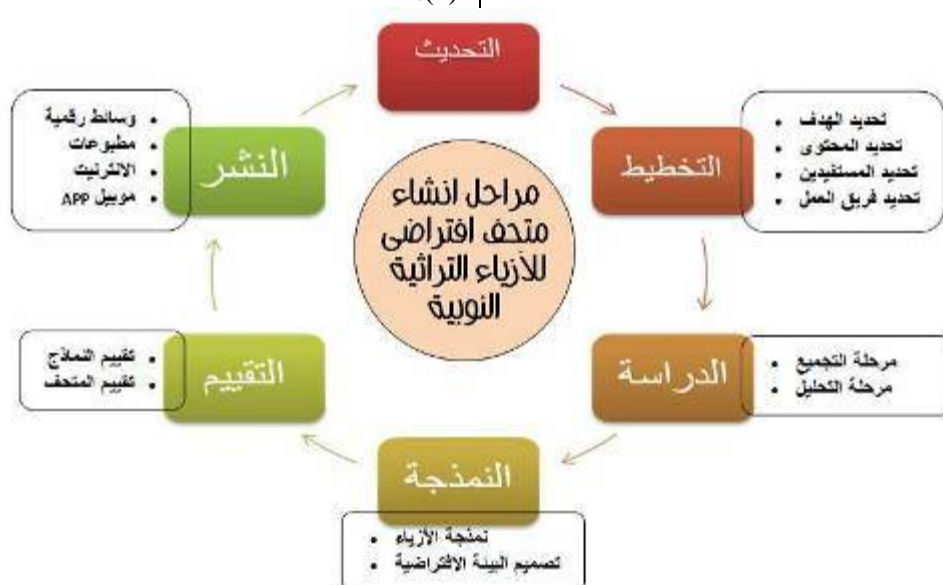 التحديث
التخطيط
تحديد الهدف
تحديد المحتوى
تحديد المستفيدين
تحديد فريق العمل
الدراسة
مرحلة التجميع
مرحلة التحليل
النمذجة
نمذجة الأزياء
تصميم البيئة الافتراضية
التقييم
تقييم النماذج
تقييم المتحف
النشر
وسائط رقمية
مطبوعات
الانترنيت
موبيل APP
مراحل انشاء
متحف افتراضى
للأزياء التراثية
النوبية